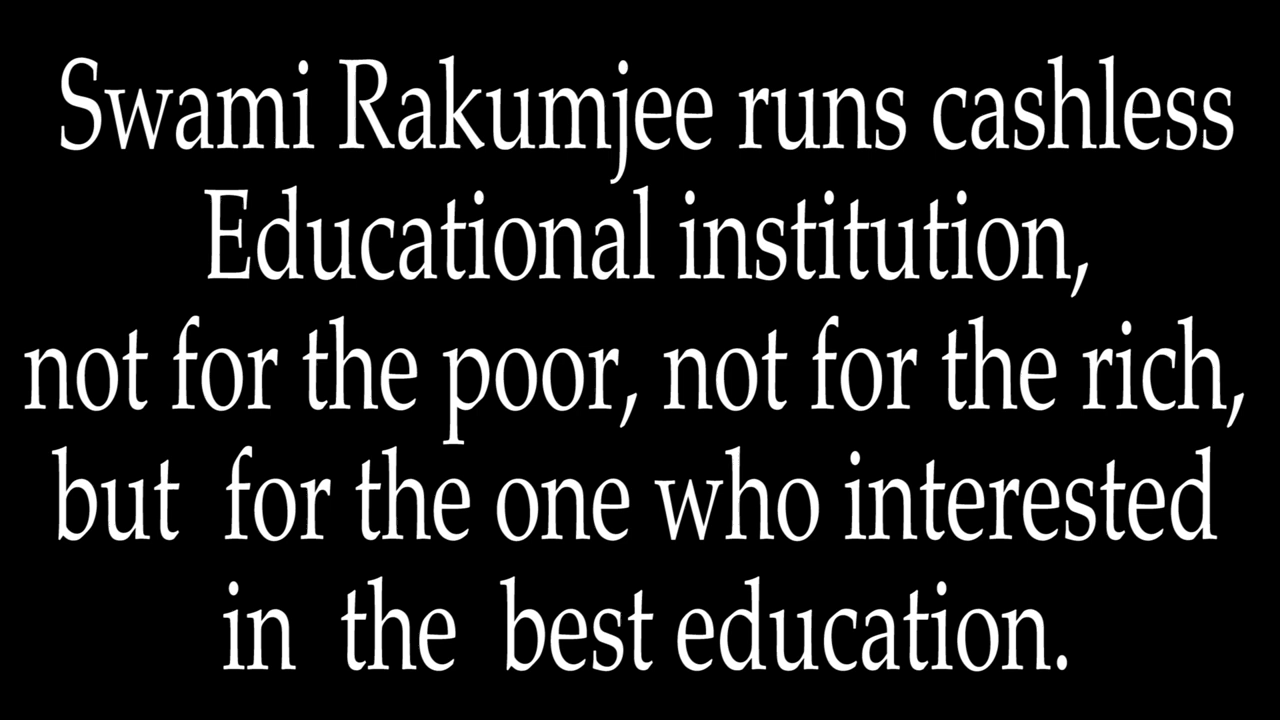 Swami Rakumjee runs cashless
Educational institution,
not for the poor, not for the rich,
but for the one who interested
in the best education.